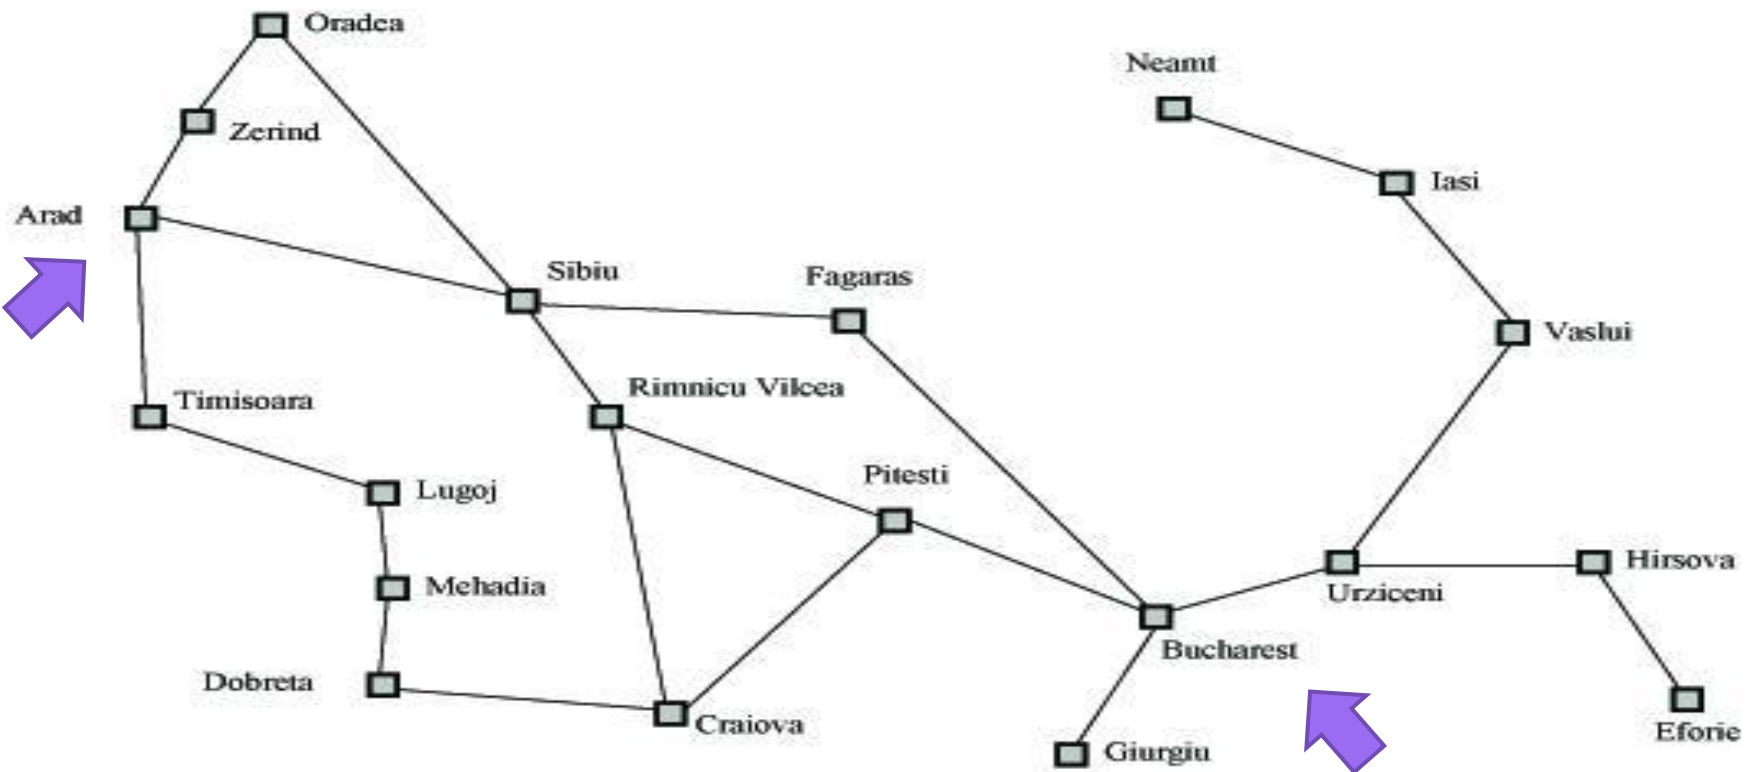 Oradea
Neamt
Zerind
Iasi
Arad
Sibiu
Fagaras
Vaslui
Rimnicu Vilcea
Timisoara
Pitesti
Lugoj
Hirsova
Mehadia
Urziceni
Bucharest
Dobreta
Craiova
Eforie
Giurgiu